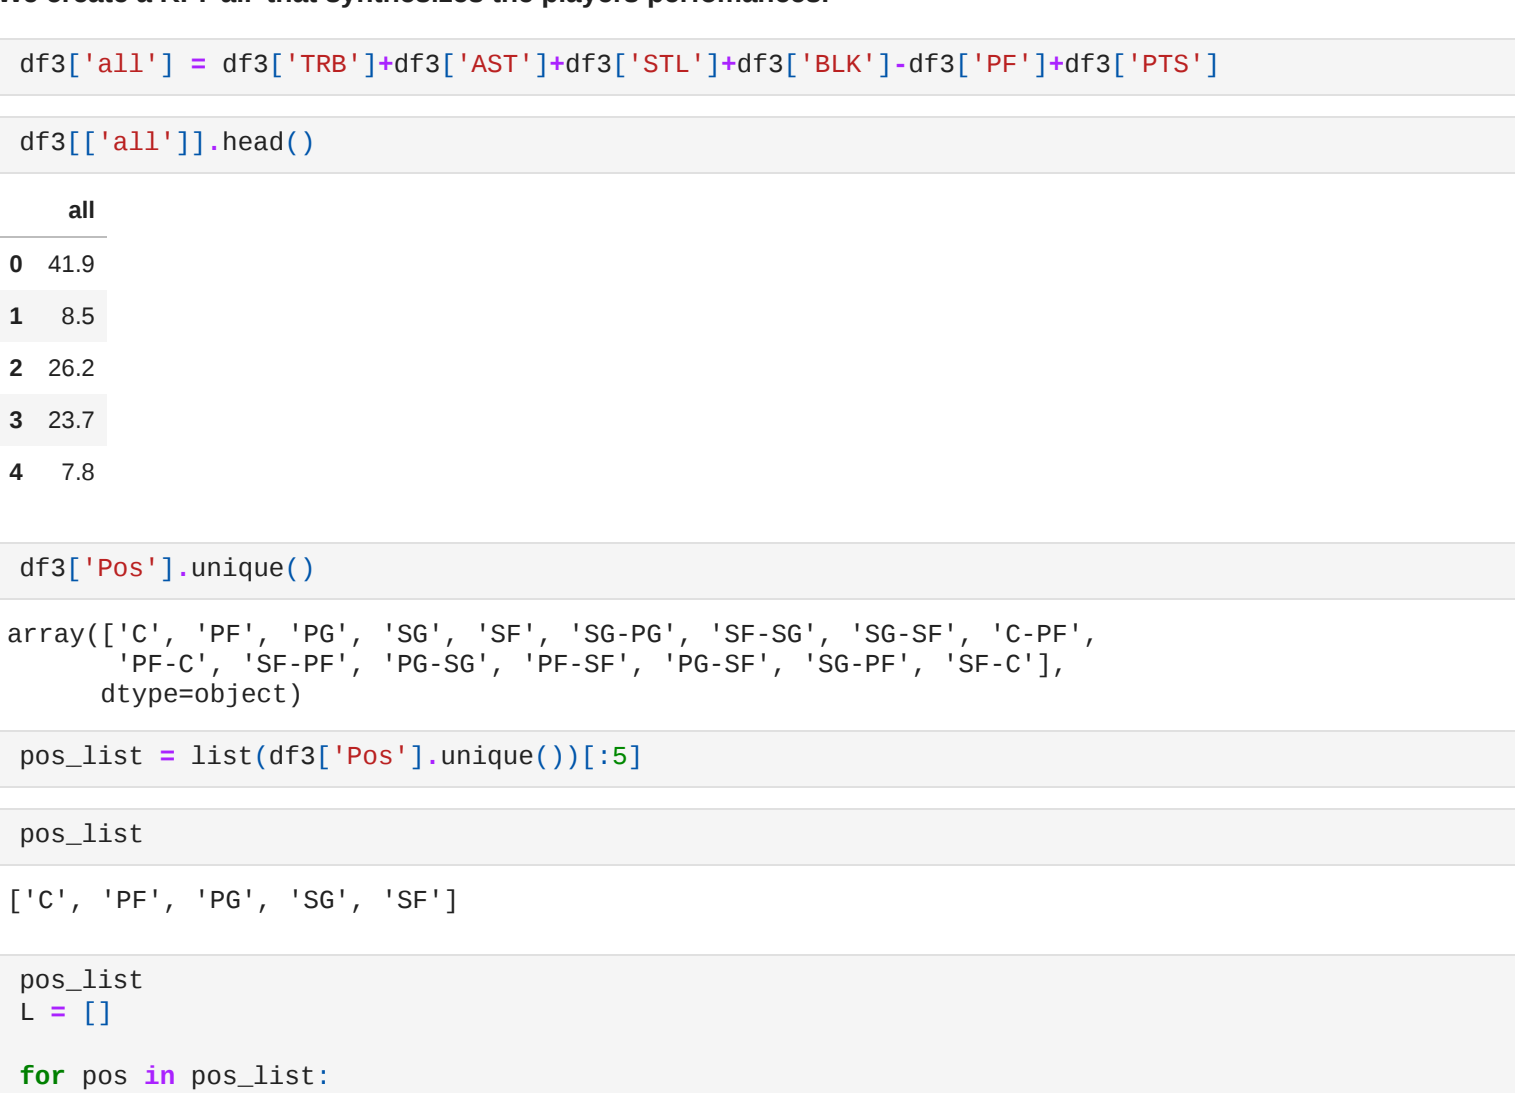 df3['all'] = df3['TRB']+df3['AST']+df3['STL']+df3['BLK']-df3['PF']+df3['PTS']
df3[['all']].head()
all
0 41.9
1 8.5
2 26.2
3 23.7
4 7.8
df3['Pos'].unique()
array(['C', 'PF', 'PG', 'SG', 'SF', 'SG-PG', 'SF-SG', 'SG-SF', 'C-PF',
'PF-C', 'SF-PF', 'PG-SG', 'PF-SF', 'PG-SF', 'SG-PF', 'SF-C'],
dtype=object)
pos_list = list(df3['Pos'].unique())[:5]
pos_list
['C', 'PF', 'PG', 'SG', 'SF']
pos_list
L = []
for pos in pos_list: